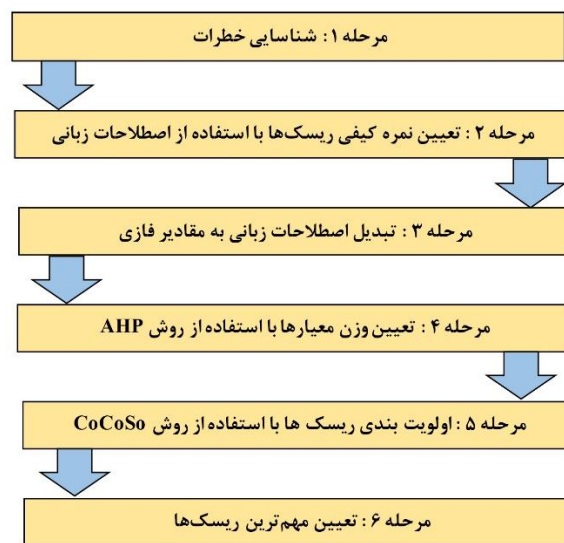 مرحله ۱: شناسایی خطرات
مرحله ۲ : تعیین نمره کیفی ریسک‌ها با استفاده از اصطلاحات زبانی
مرحله ۳ : تبدیل اصطلاحات زبانی به مقادیر فازی
مرحله ۴ : تعیین وزن معیارها با استفاده از روش AHP
مرحله ۵ : اولویت بندی ریسک ها با استفاده از روش CoCoSo
مرحله ۶ : تعیین مهم‌ترین ریسک‌ها